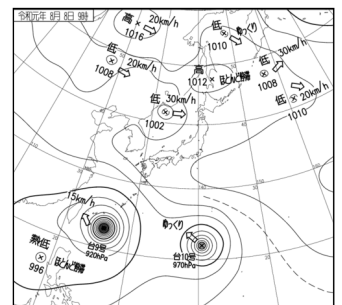 令和元年 8月 8日 9時
高 20km/h
1016
低 ゆっくり
1010
低 20km/h
1008
高
1012 ほとんど停滞
低 30km/h
1008
低 20km/h
1010
低 30km/h
1002
15km/h
台9号
920hPa
ゆっくり
台10号
970hPa
熱低 ほとんど停滞
996